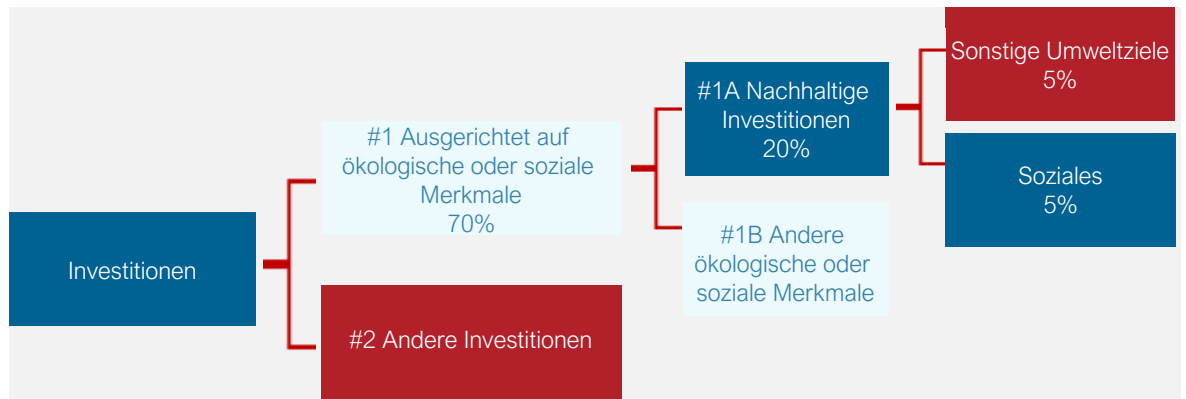 Investitionen
#1 Ausgerichtet auf
ökologische oder soziale
Merkmale
70%
#2 Andere Investitionen
#1A Nachhaltige
Investitionen
20%
#1B Andere
ökologische oder
soziale Merkmale
Sonstige Umweltziele
5%
Soziales
5%